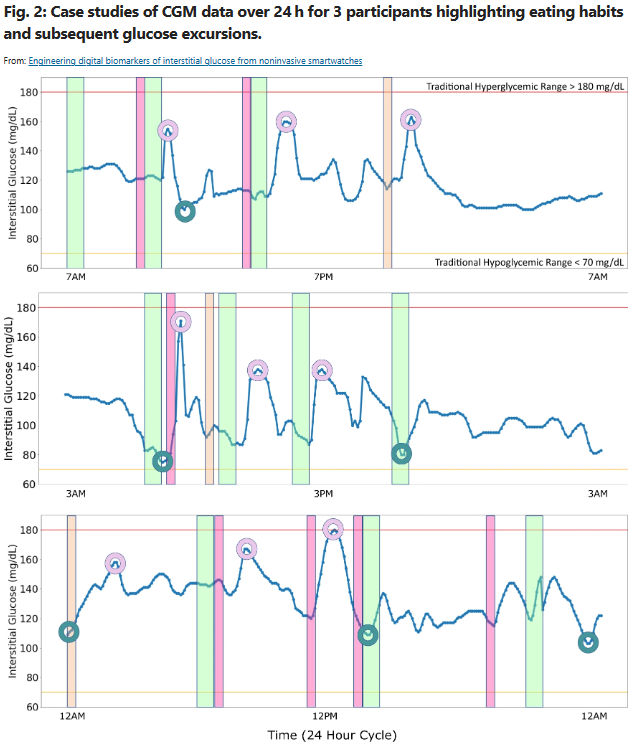 Fig. 2: Case studies of CGM data over 24 h for 3 participants highlighting eating habits
and subsequent glucose excursions.
From: Engineering digital biomarkers of interstitial glucose from noninvasive smartwatches
Traditional Hyperglycemic Range > 180 mg/dL
Interstitial Glucose (mg/dL)
180
160
140
120
100
80
60
Traditional Hypoglycemic Range < 70 mg/dL
7AM
7PM
7AM
Interstitial Glucose (mg/dL)
180
160
140
120
100
80
60
3AM
3PM
3AM
Interstitial Glucose (mg/dL)
180
160
140
120
100
80
60
12AM
12PM
12AM
Time (24 Hour Cycle)